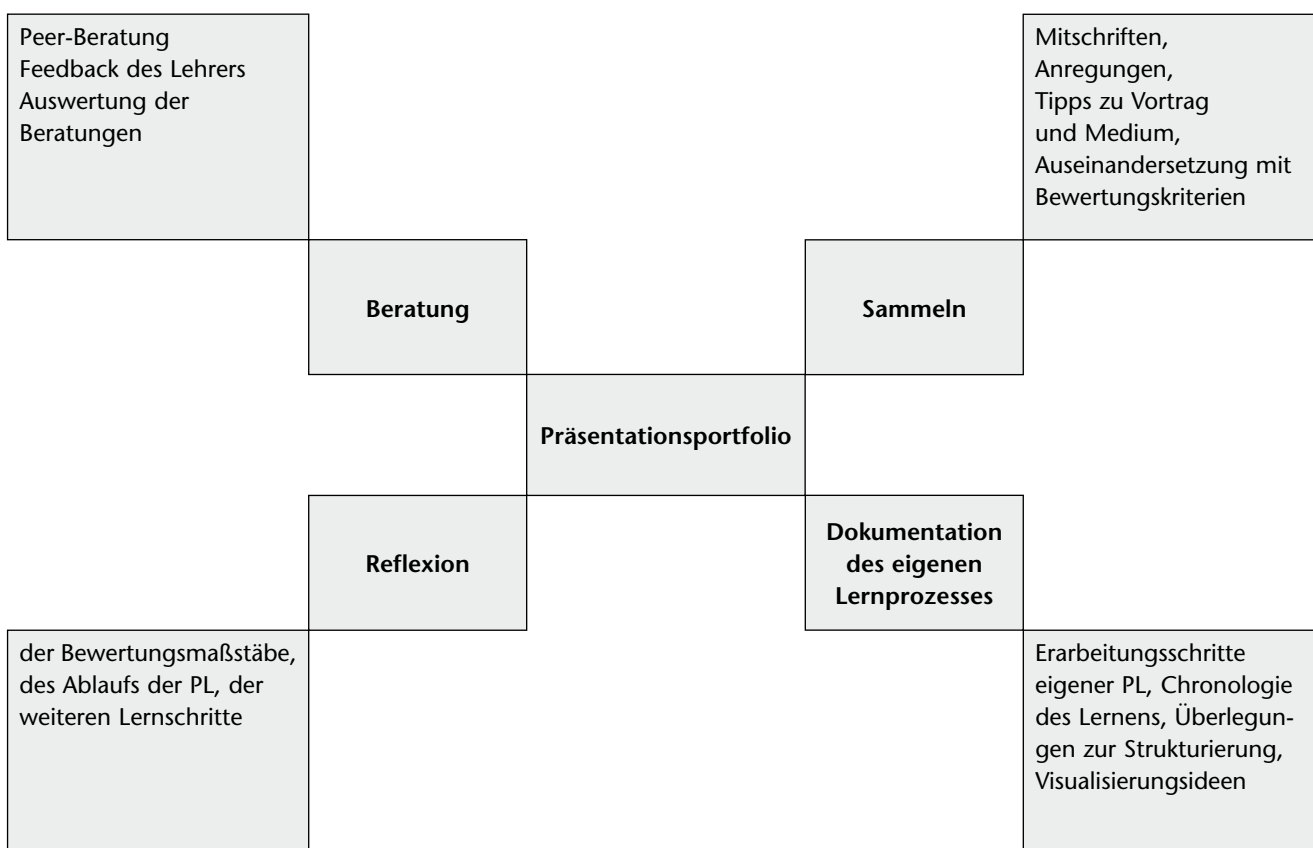 Peer-Beratung
Feedback des Lehrers
Auswertung der
Beratungen
Mitschriften,
Anregungen,
Tipps zu Vortrag
und Medium,
Auseinandersetzung mit
Bewertungskriterien
Beratung
Sammeln
Präsentationsportfolio
Reflexion
Dokumentation
des eigenen
Lernprozesses
der Bewertungsmaßstäbe,
des Ablaufs der PL, der
weiteren Lernschritte
Erarbeitungsschritte
eigener PL, Chronologie
des Lernens, Überlegun-
gen zur Strukturierung,
Visualisierungsideen